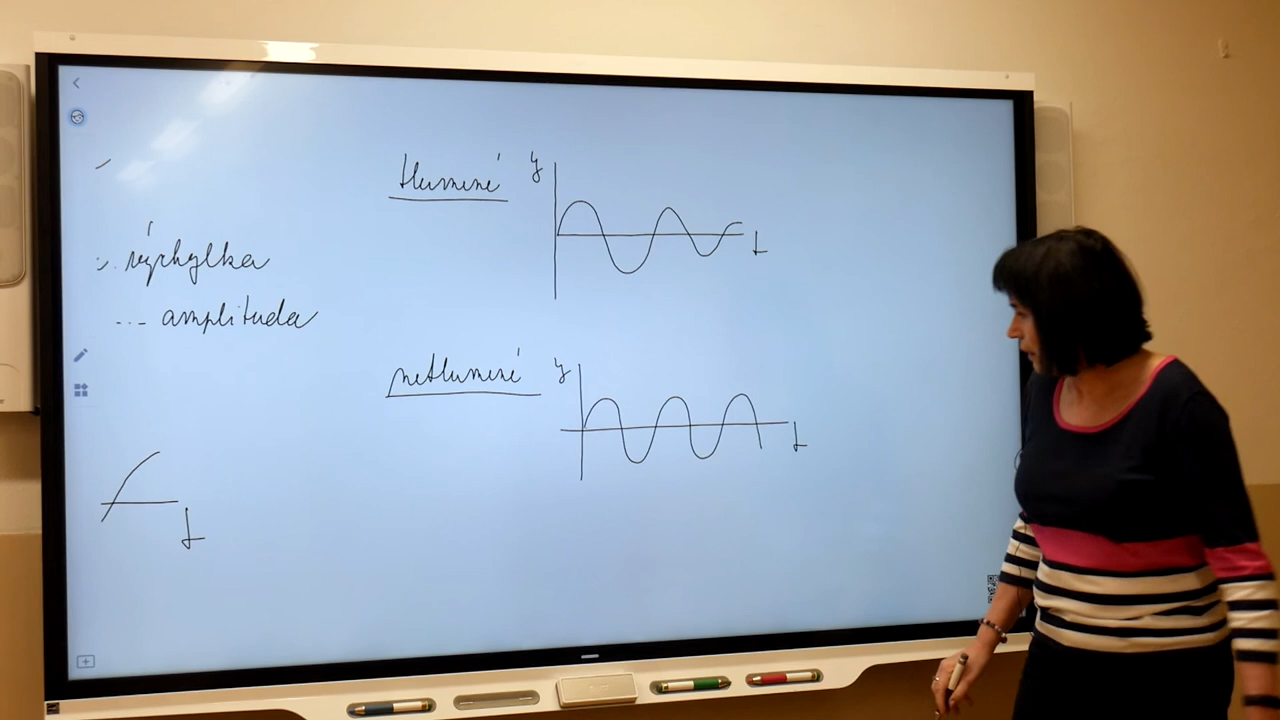 tlumené y
t
výchylka
... amplituda
netlumené y
t
t